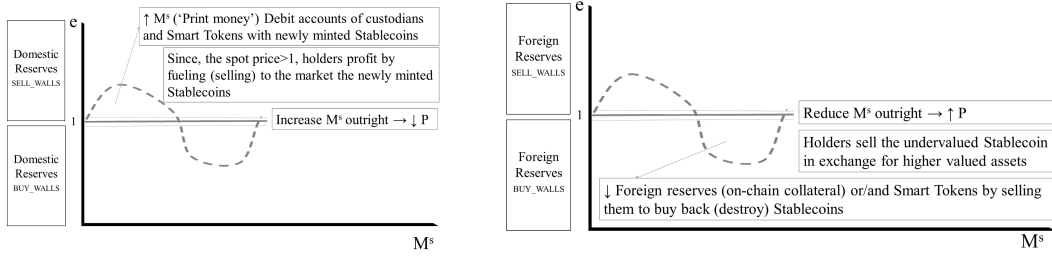 e
Domestic
Reserves
SELL_WALLS
↑ Mˢ (‘Print money’) Debit accounts of custodians
and Smart Tokens with newly minted Stablecoins
Since, the spot price>1, holders profit by
fueling (selling) to the market the newly minted
Stablecoins
1
Increase Mˢ outright → ↓ P
Domestic
Reserves
BUY_WALLS
Mˢ
e
Foreign
Reserves
SELL_WALLS
1
Reduce Mˢ outright → ↑ P
Foreign
Reserves
BUY_WALLS
Holders sell the undervalued Stablecoin
in exchange for higher valued assets
↓ Foreign reserves (on-chain collateral) or/and Smart Tokens by selling
them to buy back (destroy) Stablecoins
Mˢ